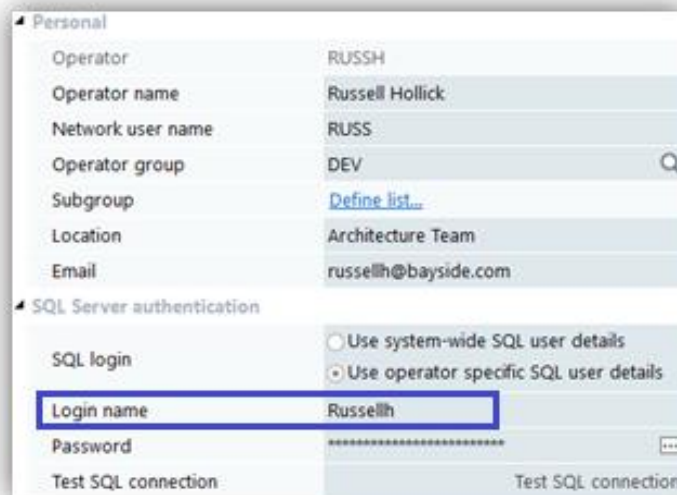 Personal
Operator RUSSH
Operator name Russell Hollick
Network user name RUSS
Operator group DEV
Subgroup Define list...
Location Architecture Team
Email russellh@bayside.com
SQL Server authentication
Use system-wide SQL user details
SQL login
Use operator specific SQL user details
Login name Russellh
Password *************************
Test SQL connection Test SQL connection